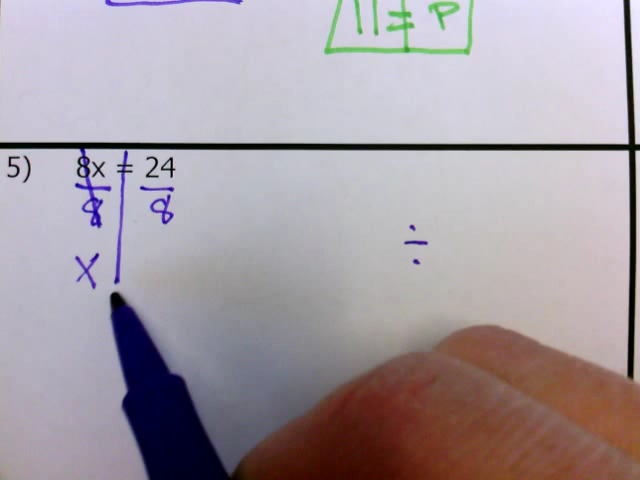 11 = P
5) 8x = 24
8 8
÷
X